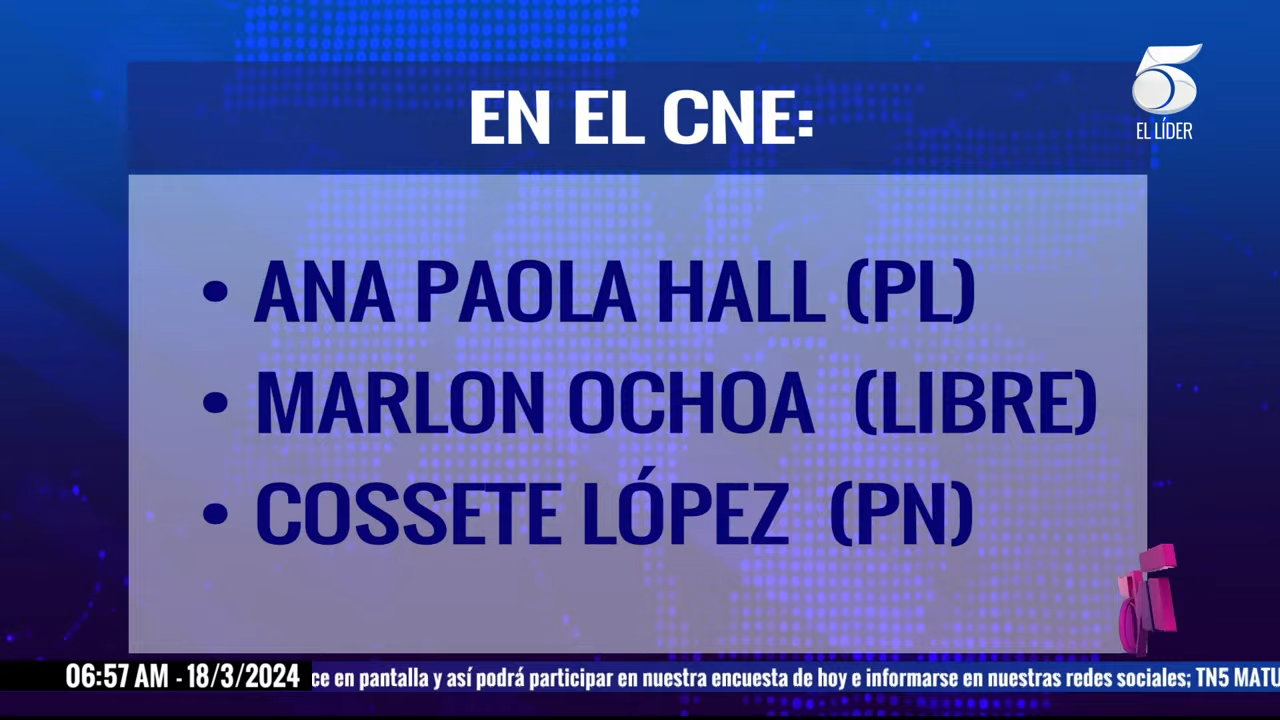 EN EL CNE:
5
EL LÍDER
• ANA PAOLA HALL (PL)
• MARLON OCHOA (LIBRE)
• COSSETE LÓPEZ (PN)
06:57 AM - 18/3/2024
ce en pantalla y así podrá participar en nuestra encuesta de hoy e informarse en nuestras redes sociales; TN5 MATU